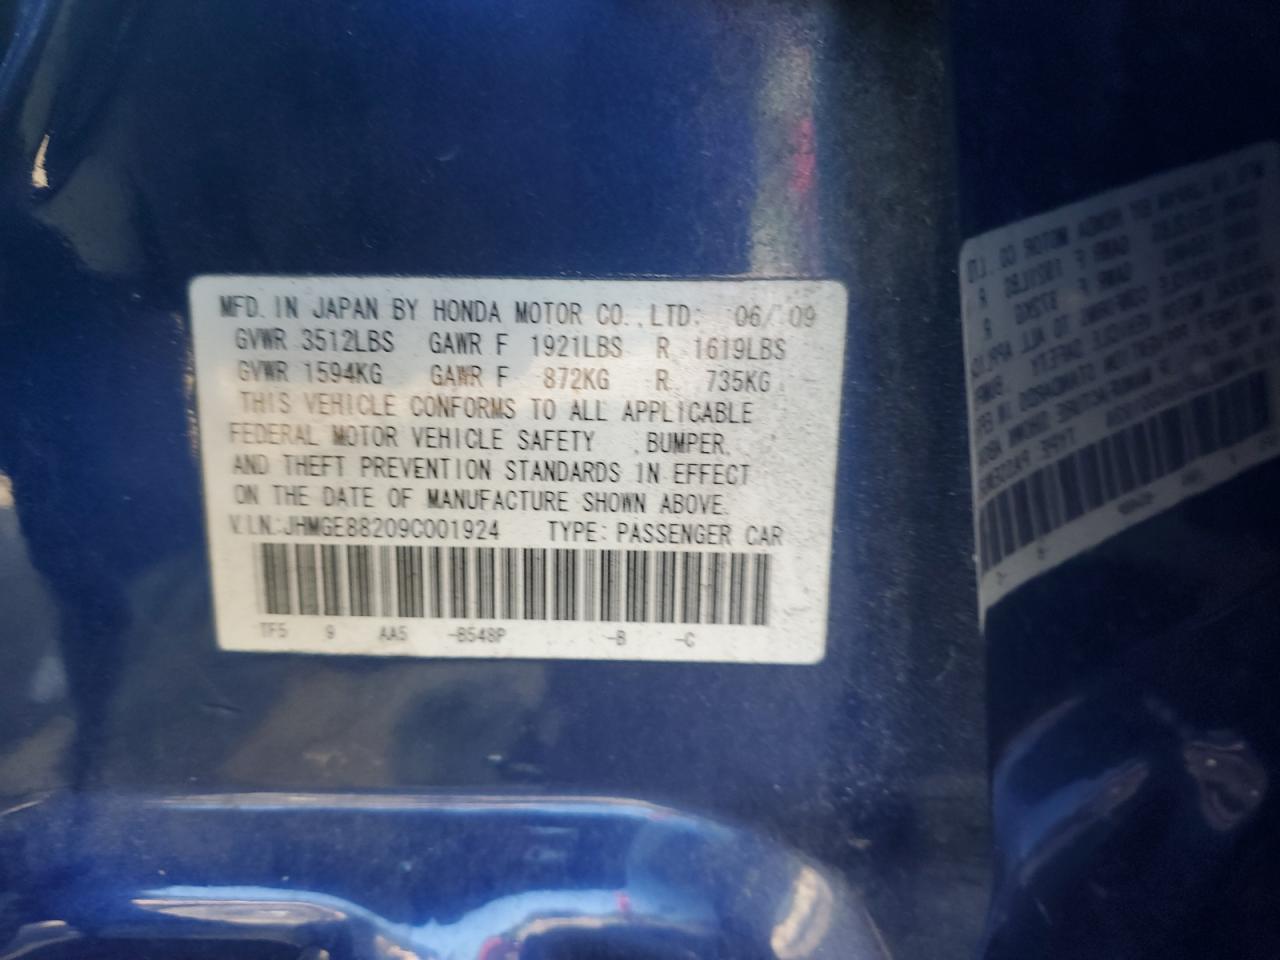 MFD. IN JAPAN BY HONDA MOTOR CO., LTD: 06/ 09
GVWR 3512LBS GAWR F 1921LBS R 1619LBS
GVWR 1594KG GAWR F 872KG R 735KG
THIS VEHICLE CONFORMS TO ALL APPLICABLE
FEDERAL MOTOR VEHICLE SAFETY , BUMPER,
AND THEFT PREVENTION STANDARDS IN EFFECT
ON THE DATE OF MANUFACTURE SHOWN ABOVE.
V.I.N:JHMGE88209C001924 TYPE: PASSENGER CAR
TF5 9 AA5 -B548P -B -C